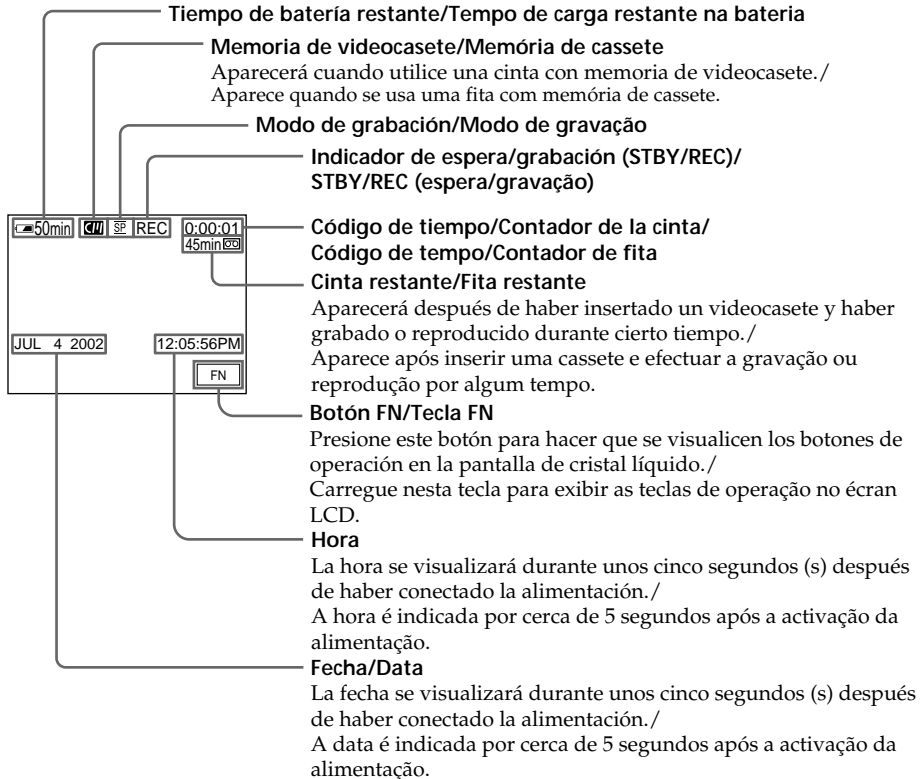 Tiempo de batería restante/Tempo de carga restante na bateria
Memoria de videocasete/Memória de cassete
Aparecerá cuando utilice una cinta con memoria de videocasete./
Aparece quando se usa uma fita com memória de cassete.
Modo de grabación/Modo de gravação
Indicador de espera/grabación (STBY/REC)/
STBY/REC (espera/gravação)
50min CM SP REC 0:00:01
45min
JUL 4 2002 12:05:56PM
FN
Código de tiempo/Contador de la cinta/
Código de tempo/Contador de fita
Cinta restante/Fita restante
Aparecerá después de haber insertado un videocasete y haber
grabado o reproducido durante cierto tiempo./
Aparece após inserir uma cassete e efectuar a gravação ou
reprodução por algum tempo.
Botón FN/Tecla FN
Presione este botón para hacer que se visualicen los botones de
operación en la pantalla de cristal líquido./
Carregue nesta tecla para exibir as teclas de operação no écran
LCD.
Hora
La hora se visualizará durante unos cinco segundos (s) después
de haber conectado la alimentación./
A hora é indicada por cerca de 5 segundos após a activação da
alimentação.
Fecha/Data
La fecha se visualizará durante unos cinco segundos (s) después
de haber conectado la alimentación./
A data é indicada por cerca de 5 segundos após a activação da
alimentação.